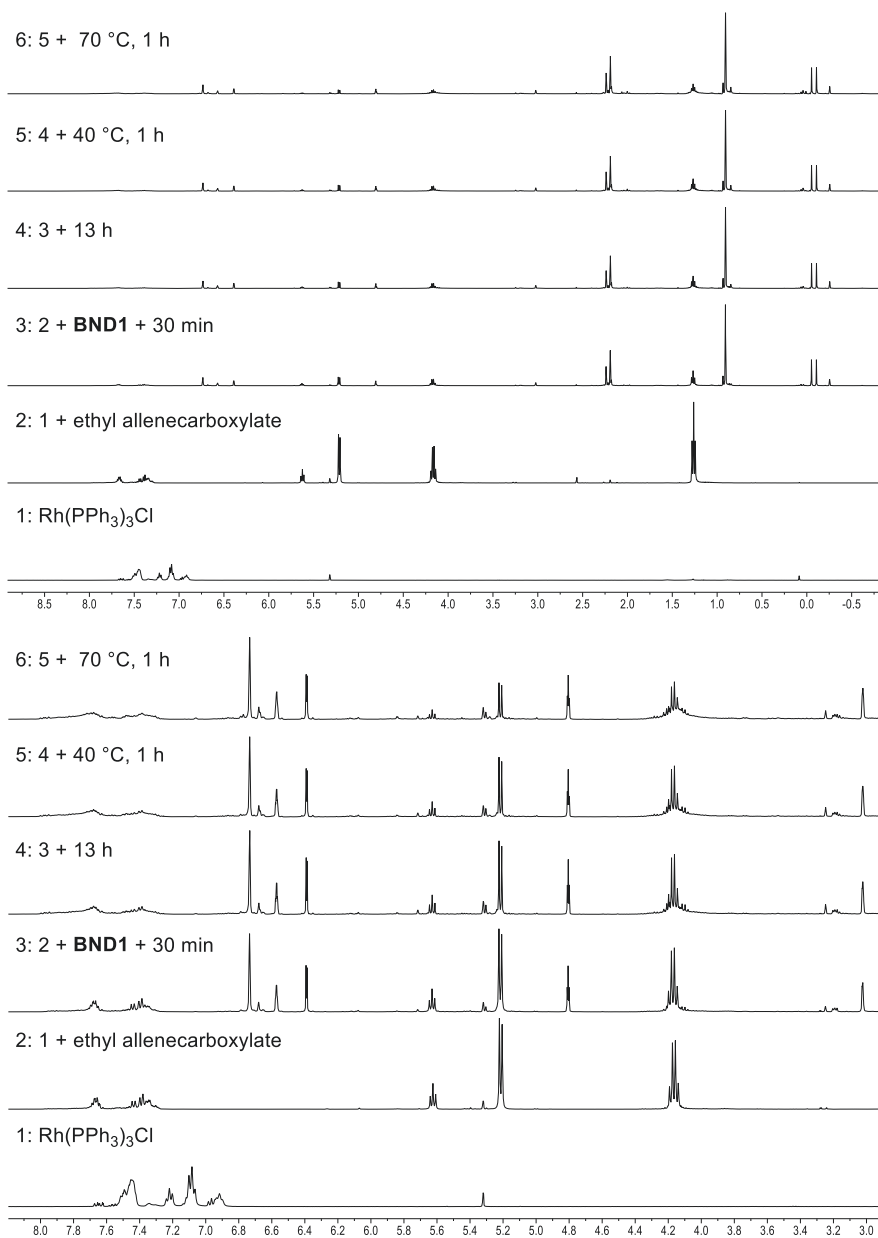 6: 5 + 70 °C, 1 h
5: 4 + 40 °C, 1 h
4: 3 + 13 h
3: 2 + BND1 + 30 min
2: 1 + ethyl allenecarboxylate
1: Rh(PPh3)3Cl
8.5 8.0 7.5 7.0 6.5 6.0 5.5 5.0 4.5 4.0 3.5 3.0 2.5 2.0 1.5 1.0 0.5 0.0 -0.5
6: 5 + 70 °C, 1 h
5: 4 + 40 °C, 1 h
4: 3 + 13 h
3: 2 + BND1 + 30 min
2: 1 + ethyl allenecarboxylate
1: Rh(PPh3)3Cl
8.0 7.8 7.6 7.4 7.2 7.0 6.8 6.6 6.4 6.2 6.0 5.8 5.6 5.4 5.2 5.0 4.8 4.6 4.4 4.2 4.0 3.8 3.6 3.4 3.2 3.0